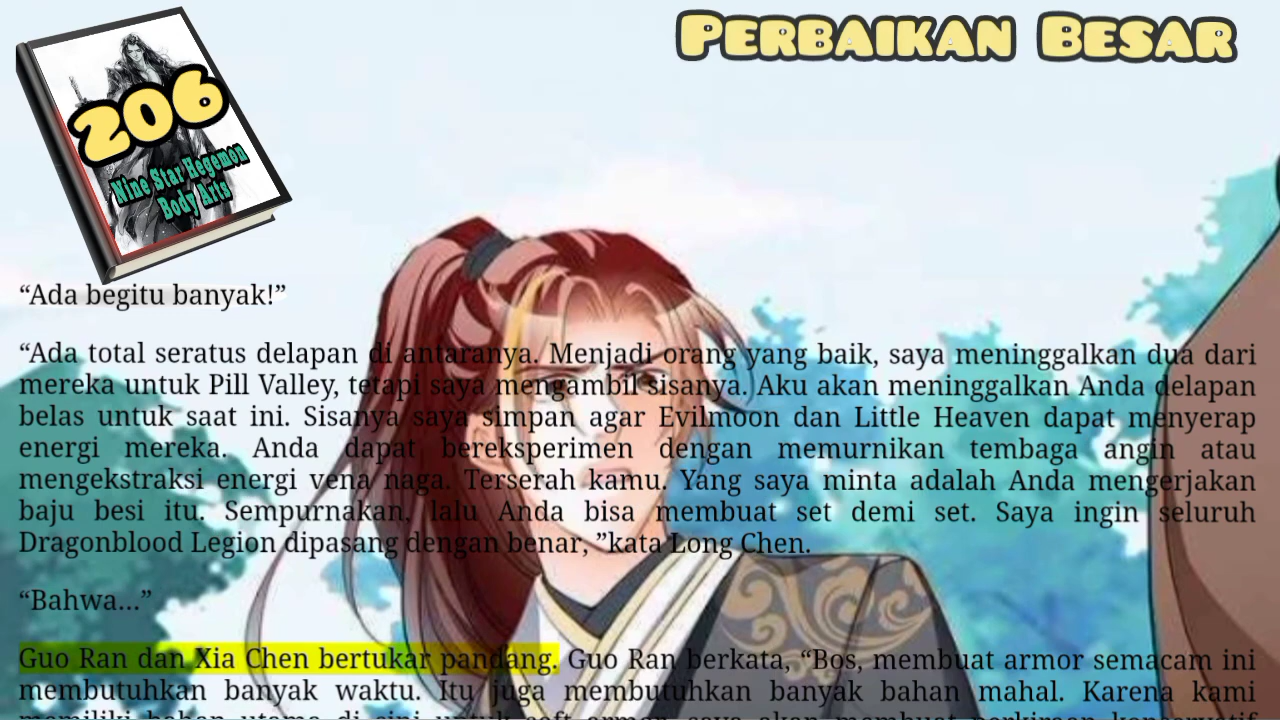 PERBAIKAN BESAR
206
Nine Star Hegemon
Body Arts
“Ada begitu banyak!”
“Ada total seratus delapan di antaranya. Menjadi orang yang baik, saya meninggalkan dua dari
mereka untuk Pill Valley, tetapi saya mengambil sisanya. Aku akan meninggalkan Anda delapan
belas untuk saat ini. Sisanya saya simpan agar Evilmoon dan Little Heaven dapat menyerap
energi mereka. Anda dapat bereksperimen dengan memurnikan tembaga angin atau
mengekstraksi energi vena naga. Terserah kamu. Yang saya minta adalah Anda mengerjakan
baju besi itu. Sempurnakan, lalu Anda bisa membuat set demi set. Saya ingin seluruh
Dragonblood Legion dipasang dengan benar, ”kata Long Chen.
“Bahwa…”
Guo Ran dan Xia Chen bertukar pandang. Guo Ran berkata, “Bos, membuat armor semacam ini
membutuhkan banyak waktu. Itu juga membutuhkan banyak bahan mahal. Karena kami